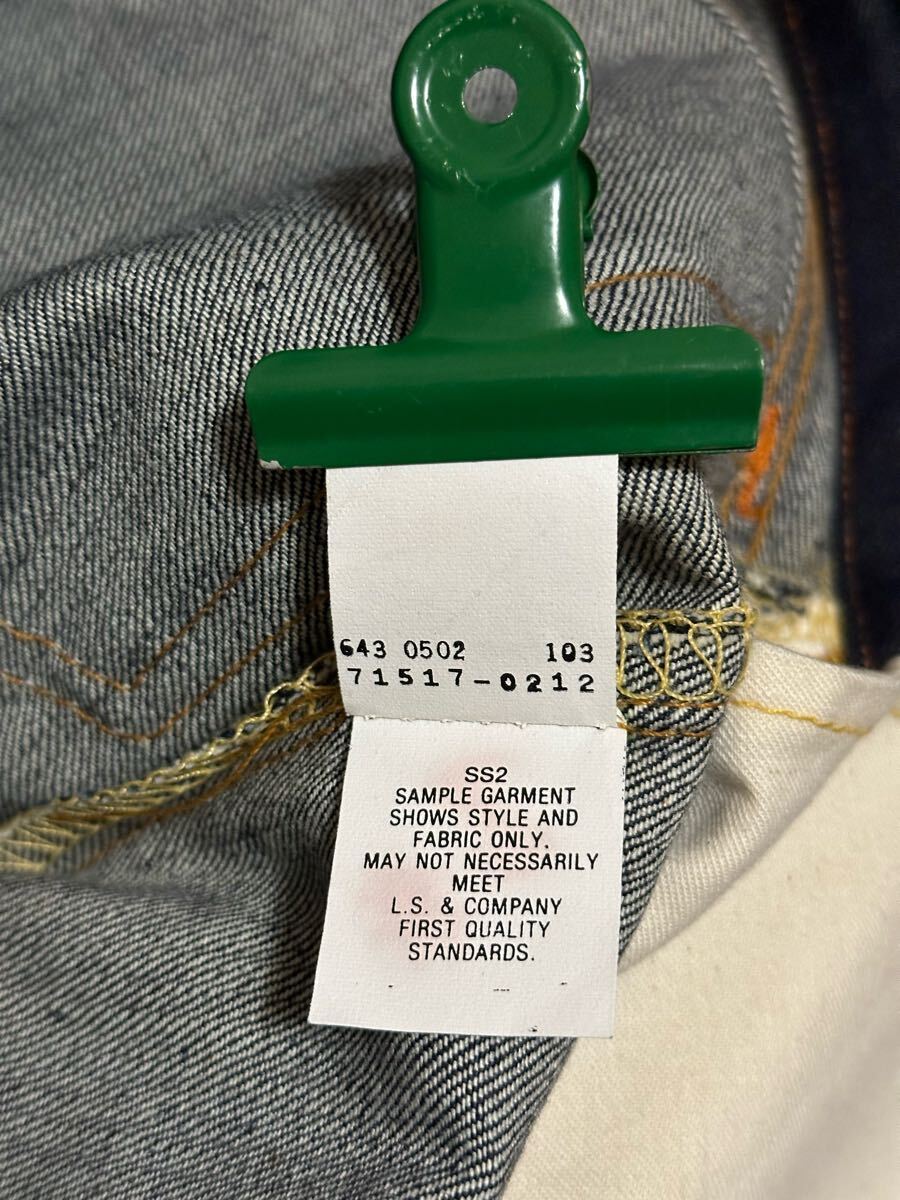 643 0502 103
71517-0212
SS2
SAMPLE GARMENT
SHOWS STYLE AND
FABRIC ONLY.
MAY NOT NECESSARILY
MEET
L.S. & COMPANY
FIRST QUALITY
STANDARDS.